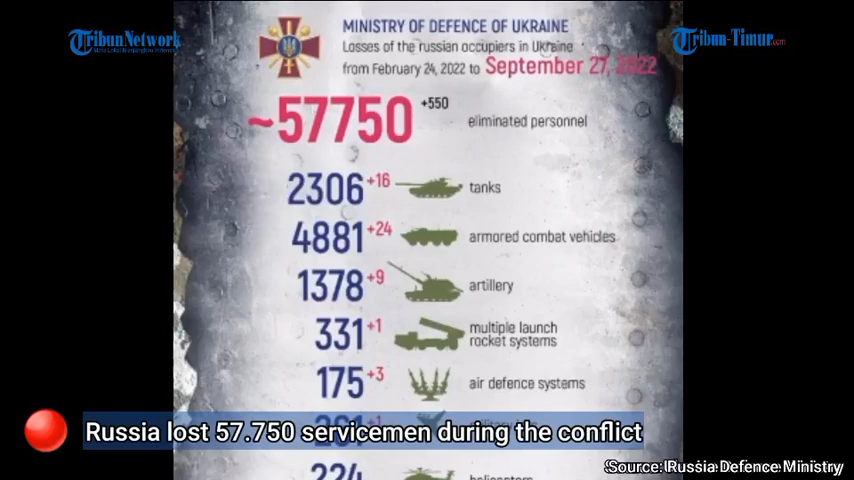 TribunNetwork
Tribun-Timur.com
MINISTRY OF DEFENCE OF UKRAINE
Losses of the russian occupiers in Ukraine
from February 24, 2022 to September 27, 2022
~57750 +550 eliminated personnel
2306 +16 tanks
4881 +24 armored combat vehicles
1378 +9 artillery
331 +1 multiple launch
rocket systems
175 +3 air defence systems
Russia lost 57.750 servicemen during the conflict
224 helicopters
Source: Russia Defence Ministry